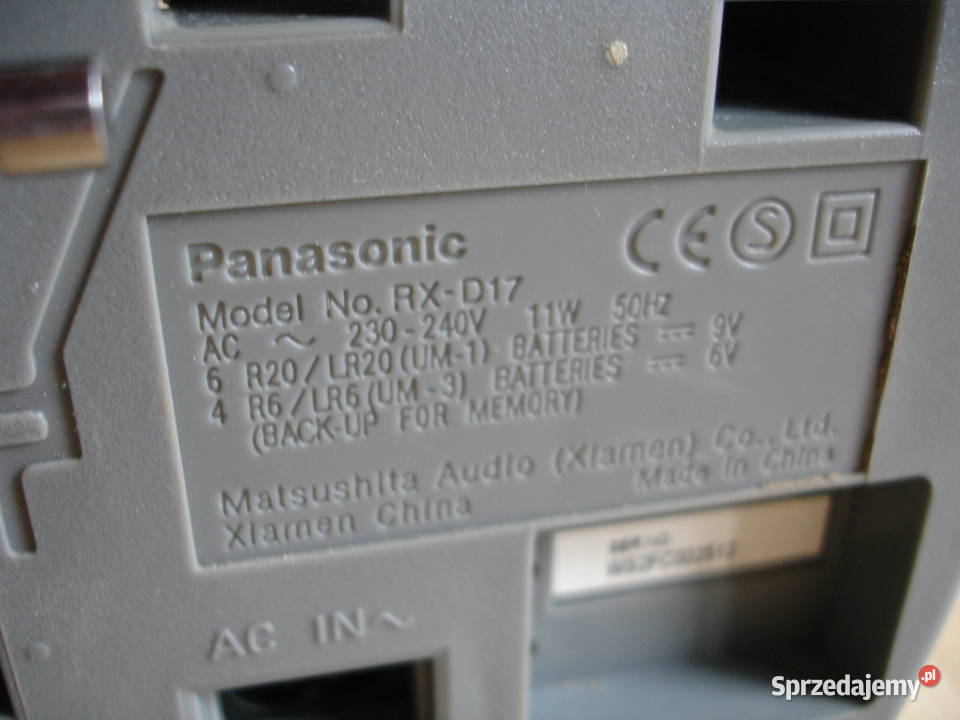 Panasonic
Model No. RX-D17
AC ~ 230-240V 11W 50Hz
6 R20/LR20(UM-1) BATTERIES ⎓ 9V
4 R6/LR6(UM-3) BATTERIES ⎓ 6V
(BACK-UP FOR MEMORY)
Matsushita Audio (Xiamen) Co., Ltd.
Xiamen China
Made in China
CE S
AC IN~
Sprzedajemy.pl